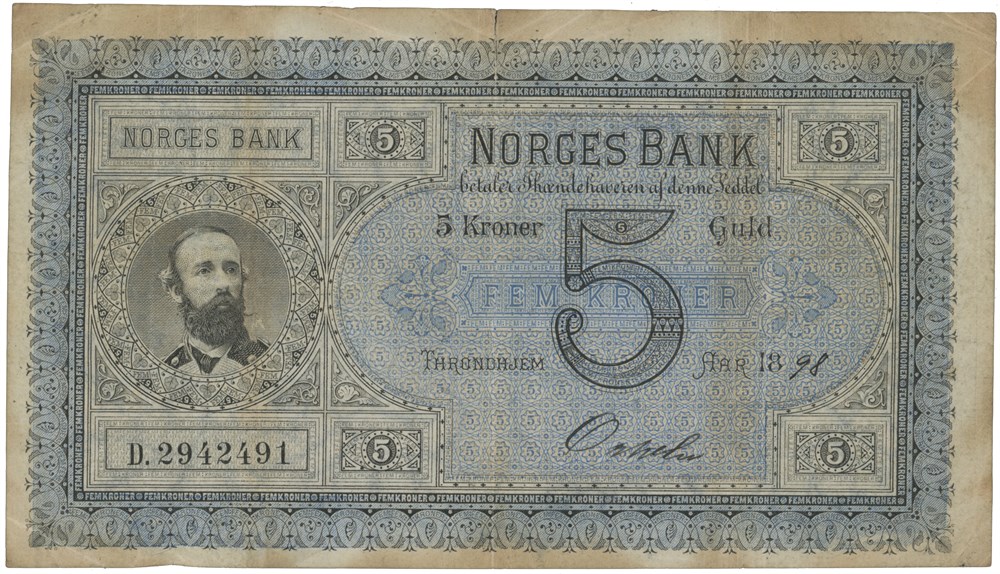 NORGES BANK
5
NORGES BANK
5
betaler Ihændehaveren af denne Seddel
5 Kroner
5
Guld
FEM KRONER
THRONDHJEM
AAR 1898
D. 2942491
5
5
FEMKRONER